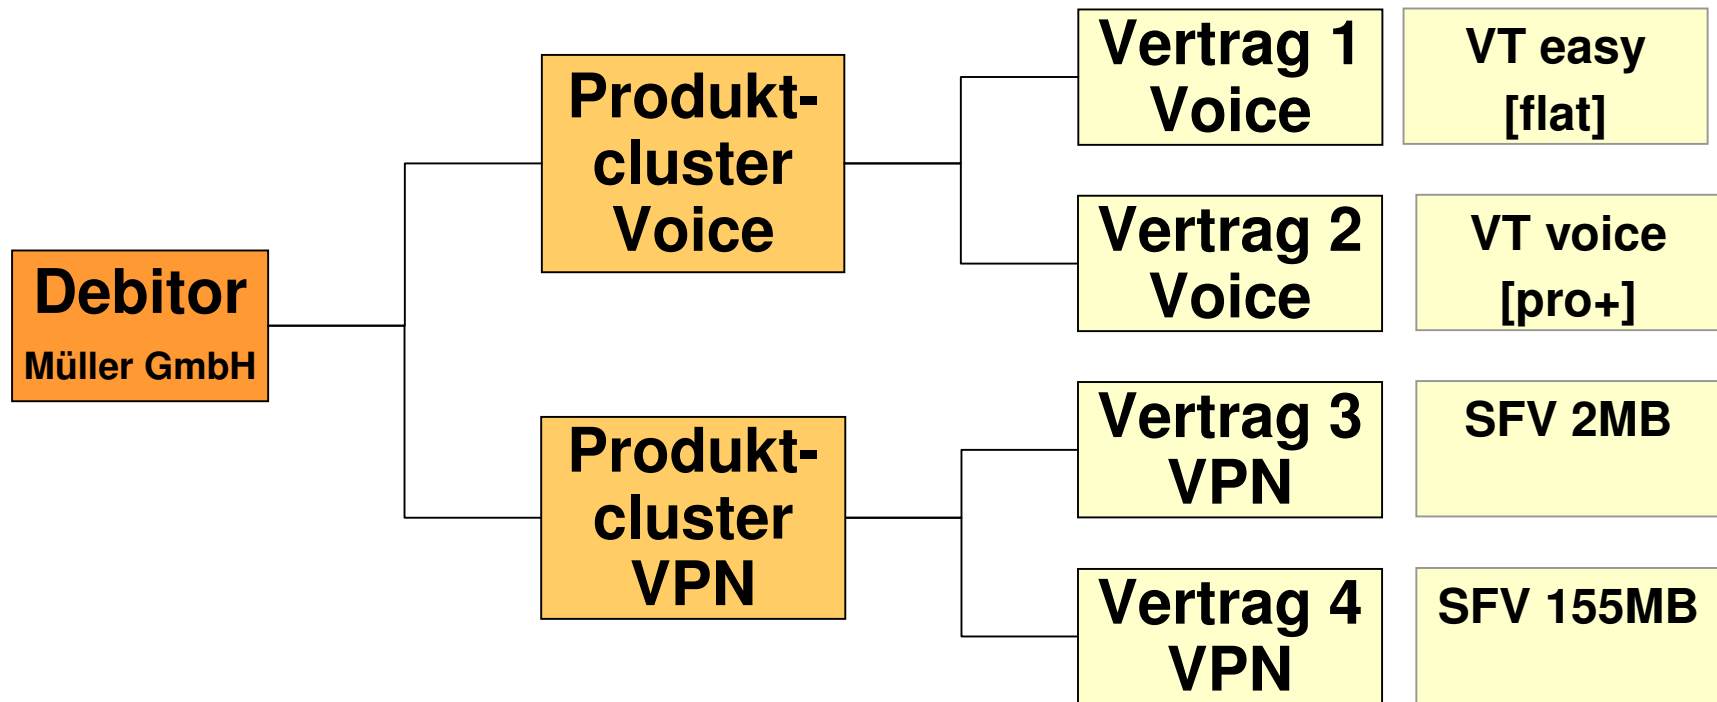 Debitor
Müller GmbH
Produkt-
cluster
Voice
Produkt-
cluster
VPN
Vertrag 1
Voice
VT easy
[flat]
Vertrag 2
Voice
VT voice
[pro+]
Vertrag 3
VPN
SFV 2MB
Vertrag 4
VPN
SFV 155MB